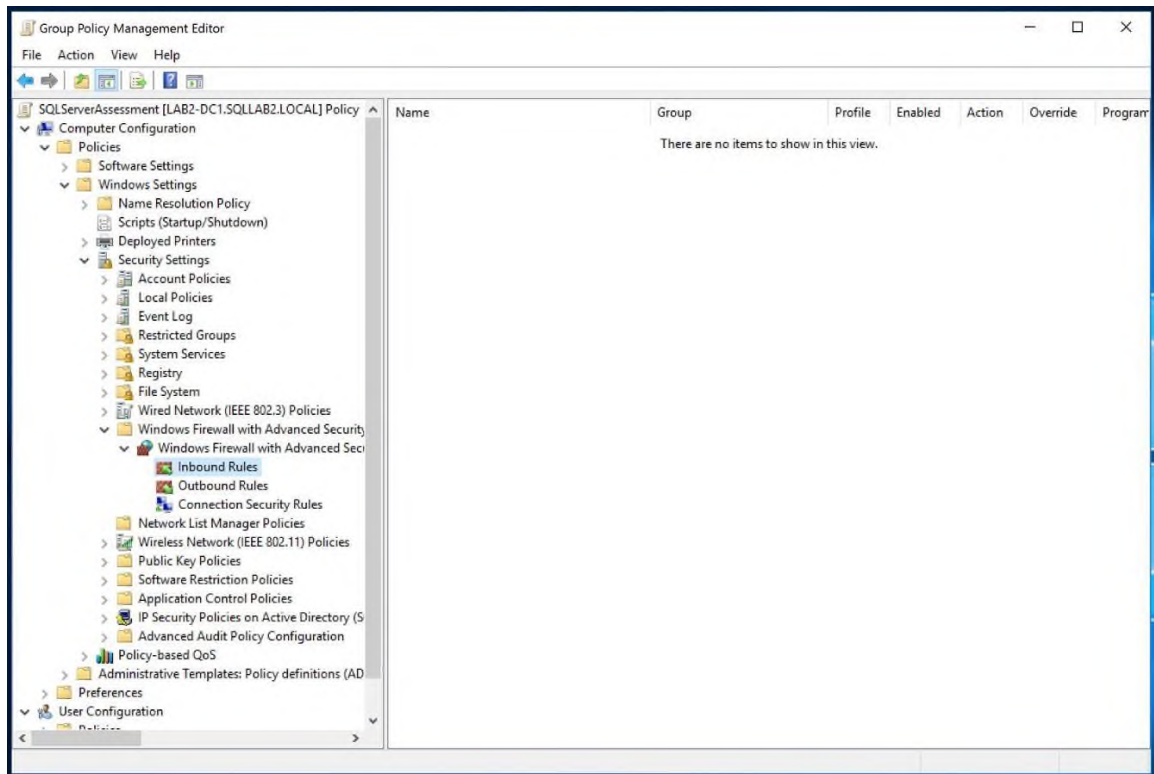 Group Policy Management Editor
File Action View Help
SQLServerAssessment [LAB2-DC1.SQLLAB2.LOCAL] Policy
Computer Configuration
Policies
Software Settings
Windows Settings
Name Resolution Policy
Scripts (Startup/Shutdown)
Deployed Printers
Security Settings
Account Policies
Local Policies
Event Log
Restricted Groups
System Services
Registry
File System
Wired Network (IEEE 802.3) Policies
Windows Firewall with Advanced Security
Windows Firewall with Advanced Secu
Inbound Rules
Outbound Rules
Connection Security Rules
Network List Manager Policies
Wireless Network (IEEE 802.11) Policies
Public Key Policies
Software Restriction Policies
Application Control Policies
IP Security Policies on Active Directory (S
Advanced Audit Policy Configuration
Policy-based QoS
Administrative Templates: Policy definitions (AD
Preferences
User Configuration
Policies
Name Group Profile Enabled Action Override Program
There are no items to show in this view.